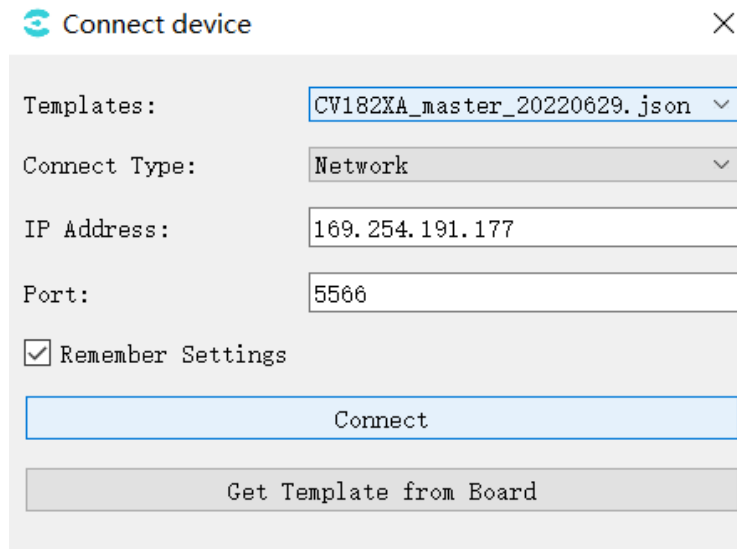 Connect device
Templates: CV182XA_master_20220629.json
Connect Type: Network
IP Address: 169.254.191.177
Port: 5566
Remember Settings
Connect
Get Template from Board